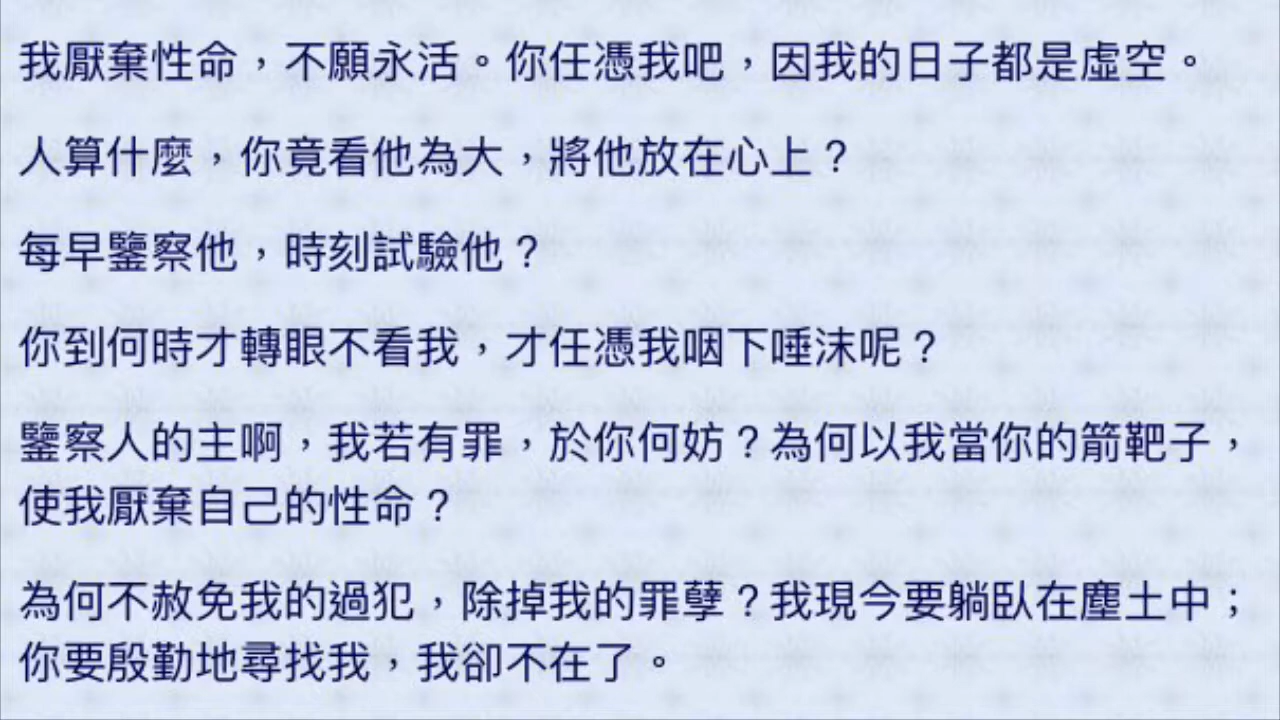 我厭棄性命，不願永活。你任憑我吧，因我的日子都是虛空。
人算什麼，你竟看他為大，將他放在心上？
每早鑒察他，時刻試驗他？
你到何時才轉眼不看我，才任憑我咽下唾沫呢？
鑒察人的主啊，我若有罪，於你何妨？為何以我當你的箭靶子，
使我厭棄自己的性命？
為何不赦免我的過犯，除掉我的罪孽？我現今要躺臥在塵土中；
你要殷勤地尋找我，我卻不在了。